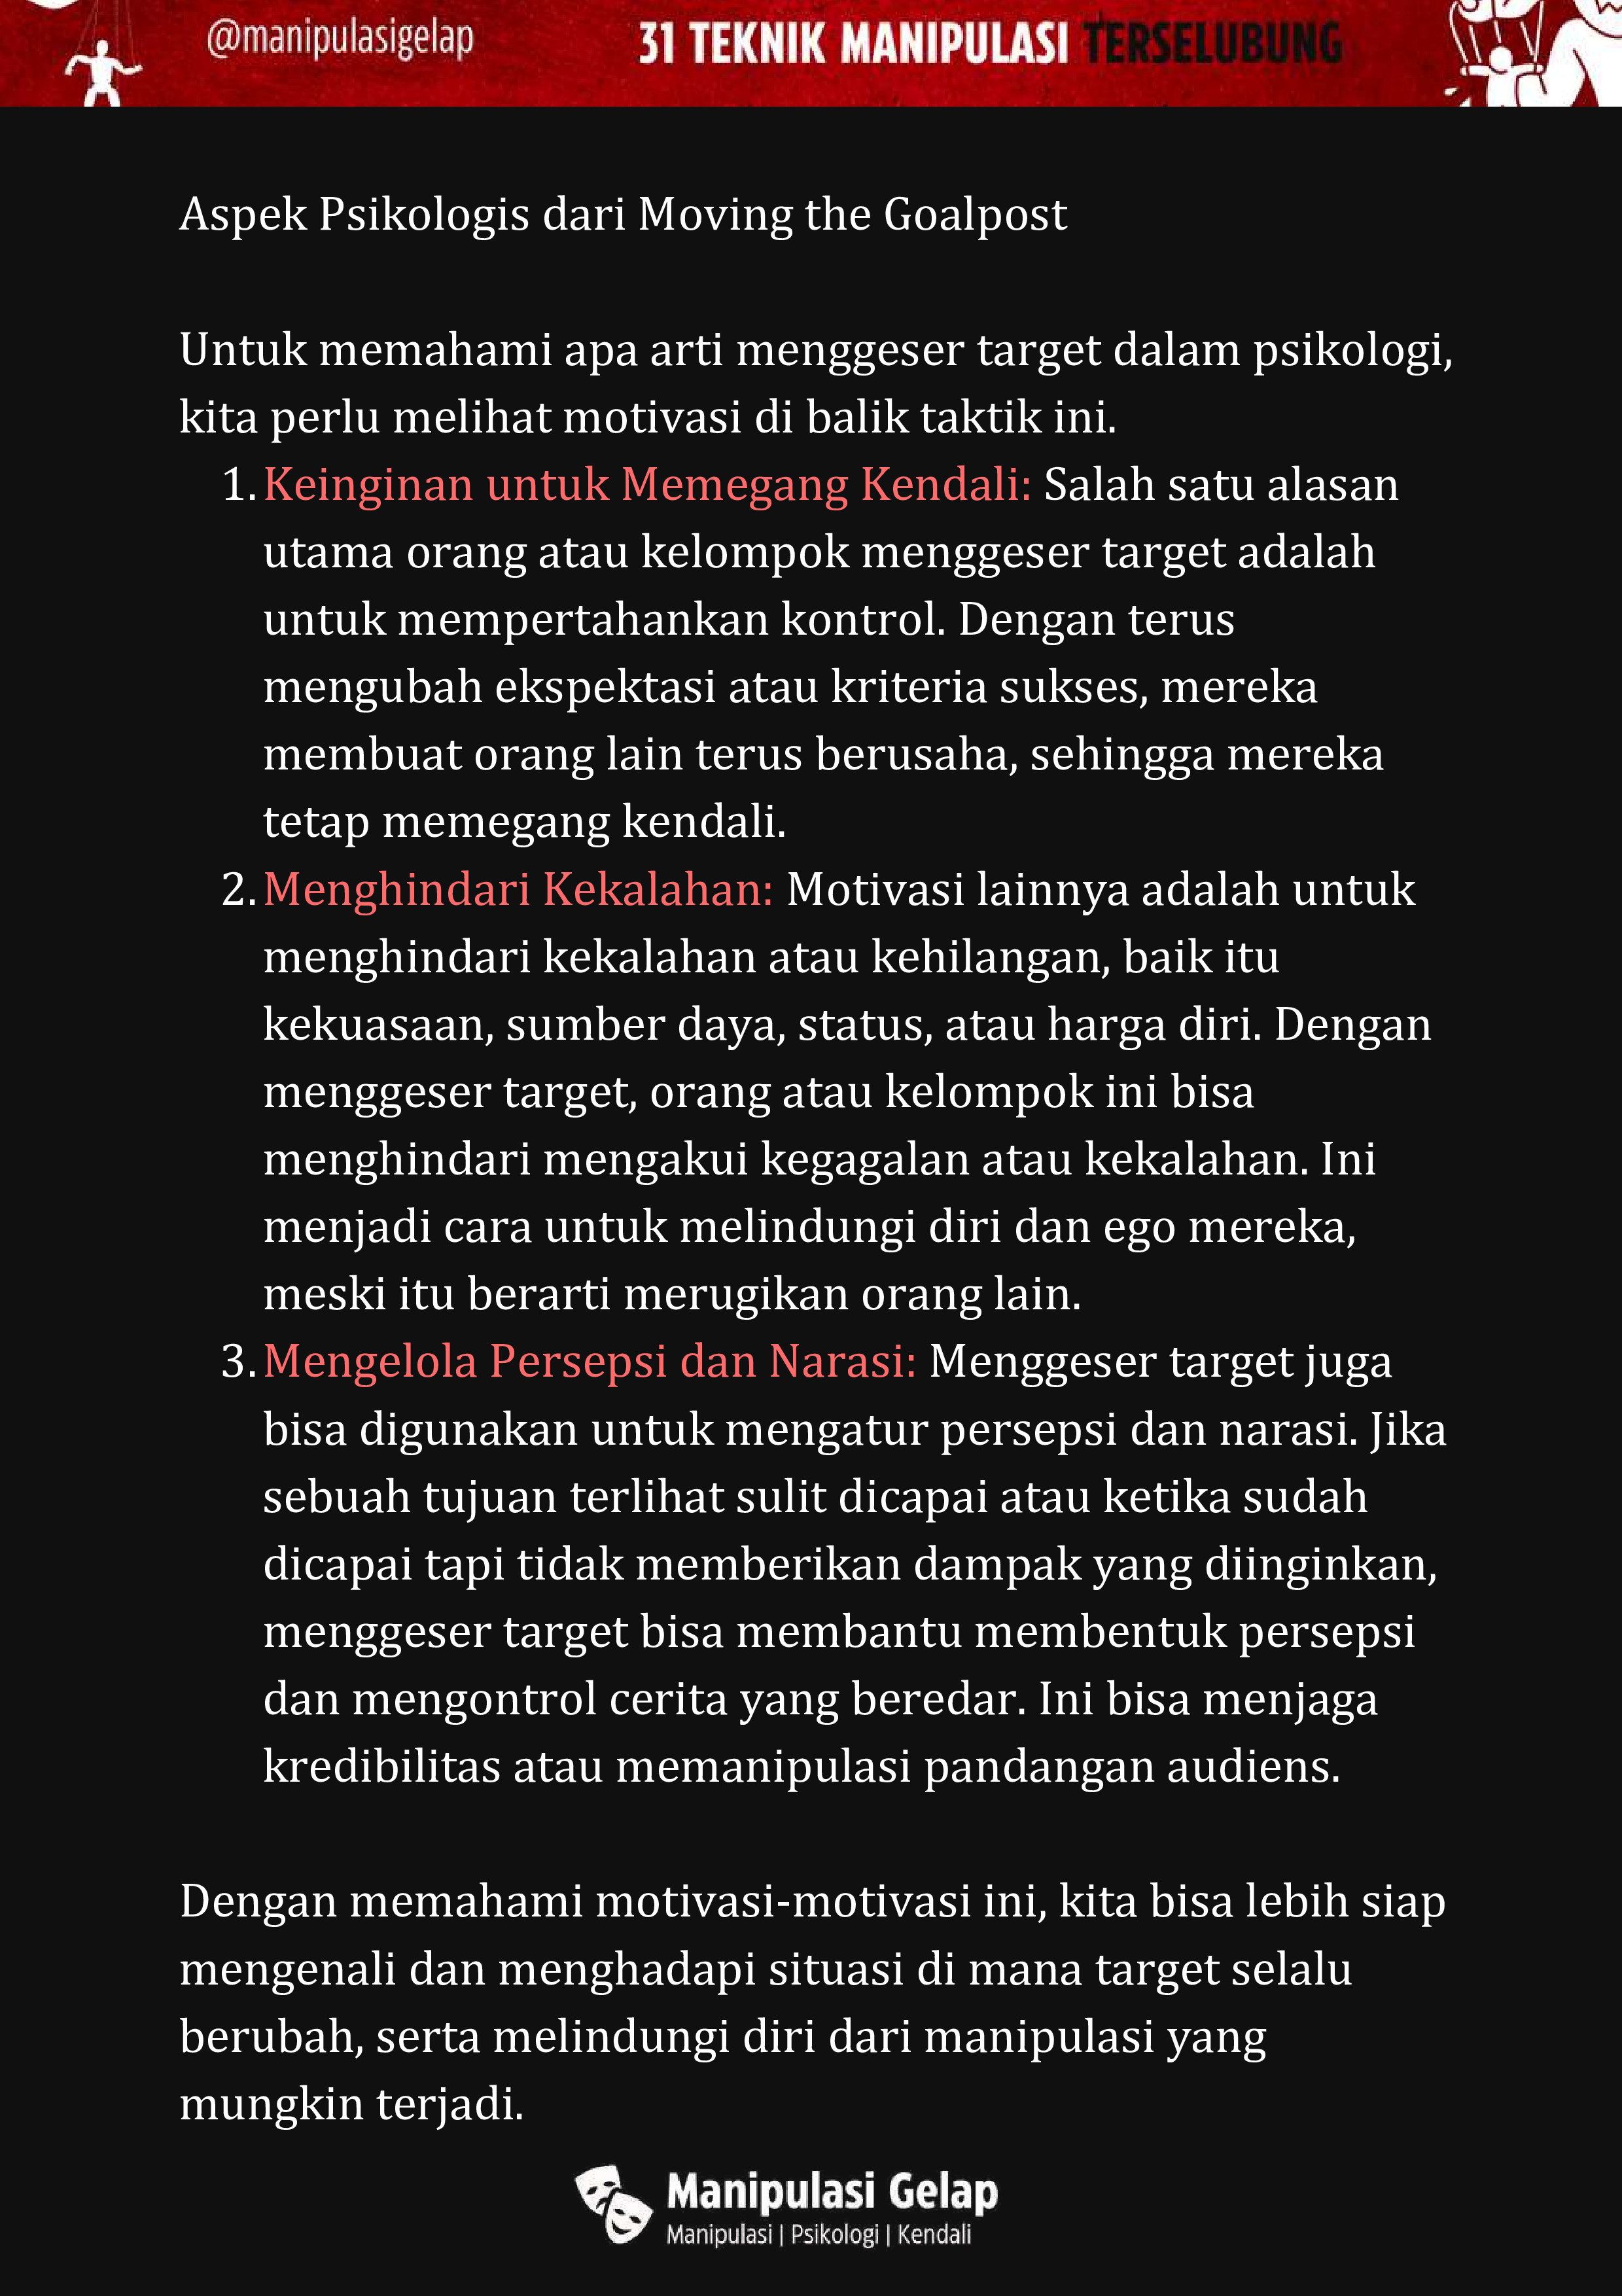 @manipulasigelap
31 TEKNIK MANIPULASI TERSELUBUNG
Aspek Psikologis dari Moving the Goalpost
Untuk memahami apa arti menggeser target dalam psikologi,
kita perlu melihat motivasi di balik taktik ini.
1. Keinginan untuk Memegang Kendali: Salah satu alasan
utama orang atau kelompok menggeser target adalah
untuk mempertahankan kontrol. Dengan terus
mengubah ekspektasi atau kriteria sukses, mereka
membuat orang lain terus berusaha, sehingga mereka
tetap memegang kendali.
2. Menghindari Kekalahan: Motivasi lainnya adalah untuk
menghindari kekalahan atau kehilangan, baik itu
kekuasaan, sumber daya, status, atau harga diri. Dengan
menggeser target, orang atau kelompok ini bisa
menghindari mengakui kegagalan atau kekalahan. Ini
menjadi cara untuk melindungi diri dan ego mereka,
meski itu berarti merugikan orang lain.
3. Mengelola Persepsi dan Narasi: Menggeser target juga
bisa digunakan untuk mengatur persepsi dan narasi. Jika
sebuah tujuan terlihat sulit dicapai atau ketika sudah
dicapai tapi tidak memberikan dampak yang diinginkan,
menggeser target bisa membantu membentuk persepsi
dan mengontrol cerita yang beredar. Ini bisa menjaga
kredibilitas atau memanipulasi pandangan audiens.
Dengan memahami motivasi-motivasi ini, kita bisa lebih siap
mengenali dan menghadapi situasi di mana target selalu
berubah, serta melindungi diri dari manipulasi yang
mungkin terjadi.
Manipulasi Gelap
Manipulasi | Psikologi | Kendali